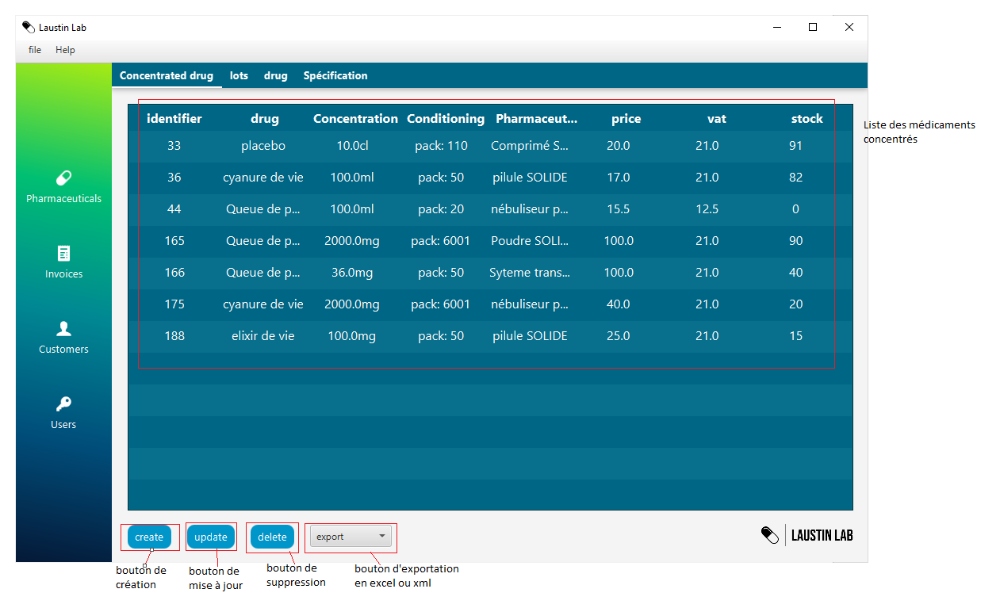 Laustin Lab
file Help
Concentrated drug lots drug Spécification
identifier drug Concentration Conditioning Pharmaceut... price vat stock
33 placebo 10.0cl pack: 110 Comprimé S... 20.0 21.0 91
36 cyanure de vie 100.0ml pack: 50 pilule SOLIDE 17.0 21.0 82
44 Queue de p... 100.0ml pack: 20 nébuliseur p... 15.5 12.5 0
165 Queue de p... 2000.0mg pack: 6001 Poudre SOLI... 100.0 21.0 90
166 Queue de p... 36.0mg pack: 50 Syteme trans... 100.0 21.0 40
175 cyanure de vie 2000.0mg pack: 6001 nébuliseur p... 40.0 21.0 20
188 elixir de vie 100.0mg pack: 50 pilule SOLIDE 25.0 21.0 15
Liste des médicaments
concentrés
Pharmaceuticals
Invoices
Customers
Users
create update delete export
LAUSTIN LAB
bouton de
création
bouton de
mise à jour
bouton de
suppression
bouton d'exportation
en excel ou xml